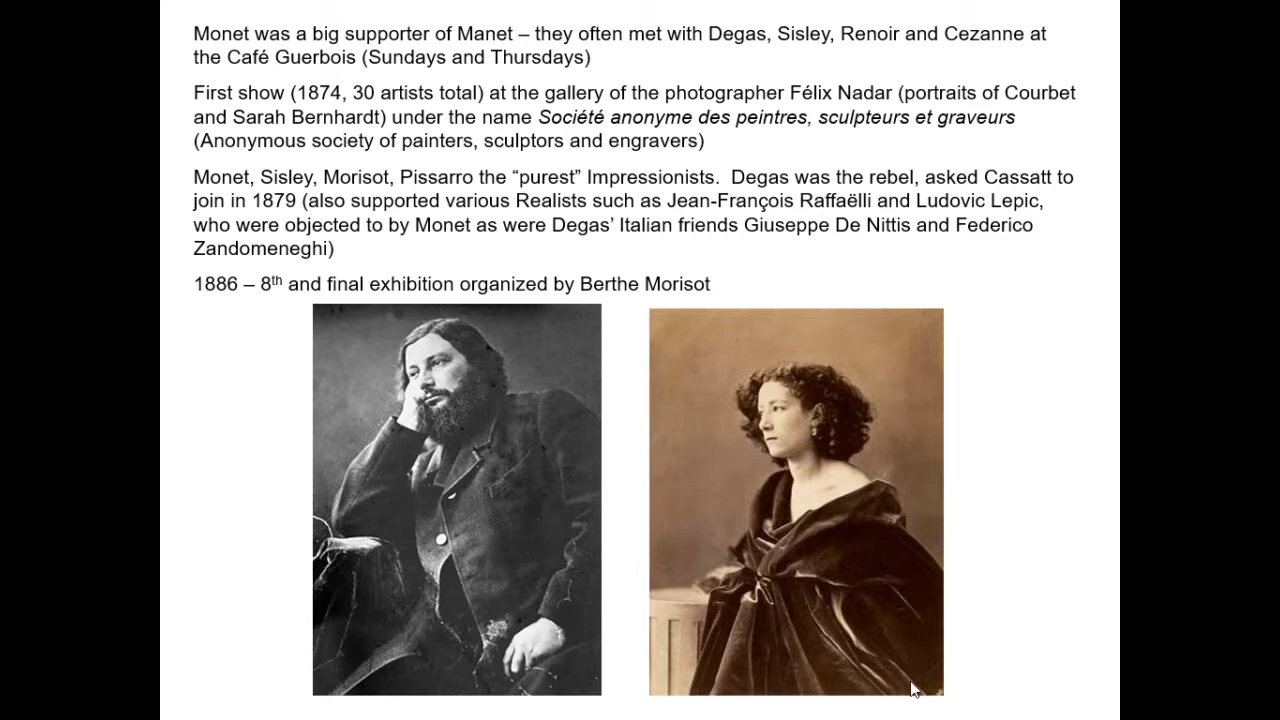 Monet was a big supporter of Manet – they often met with Degas, Sisley, Renoir and Cezanne at
the Café Guerbois (Sundays and Thursdays)
First show (1874, 30 artists total) at the gallery of the photographer Félix Nadar (portraits of Courbet
and Sarah Bernhardt) under the name Société anonyme des peintres, sculpteurs et graveurs
(Anonymous society of painters, sculptors and engravers)
Monet, Sisley, Morisot, Pissarro the “purest” Impressionists.  Degas was the rebel, asked Cassatt to
join in 1879 (also supported various Realists such as Jean-François Raffaëlli and Ludovic Lepic,
who were objected to by Monet as were Degas’ Italian friends Giuseppe De Nittis and Federico
Zandomeneghi)
1886 – 8th and final exhibition organized by Berthe Morisot